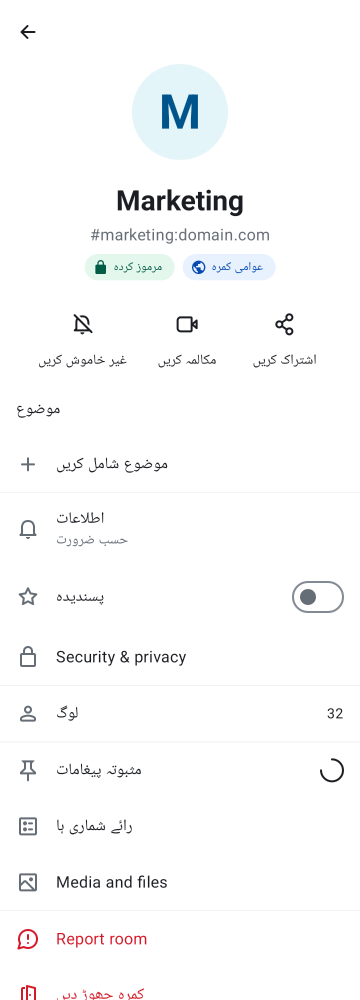 M
Marketing
#marketing:domain.com
مرموز کردہ
عوامی کمرہ
غیر خاموش کریں
مکالمہ کریں
اشتراک کریں
موضوع
موضوع شامل کریں
اطلاعات
حسب ضرورت
پسندیدہ
Security & privacy
لوگ
32
مثبوتہ پیغامات
رائے شماری ہا
Media and files
Report room
کمرہ چھوڑ دیں